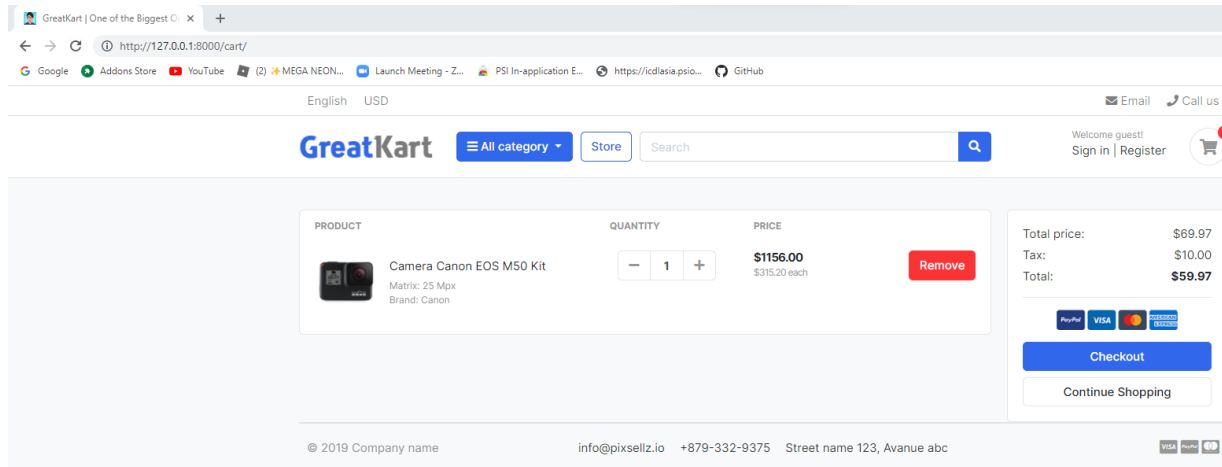 GreatKart | One of the Biggest O
http://127.0.0.1:8000/cart/
Google Addons Store YouTube (2) ✨ MEGA NEON... Launch Meeting - Z... PSI In-application E... https://icdlasia.psio... GitHub
English USD Email Call us
Welcome guest!
GreatKart All category Store Search Sign in | Register
PRODUCT QUANTITY PRICE
Camera Canon EOS M50 Kit
Matrix: 25 Mpx
Brand: Canon
− 1 +
$1156.00
$315.20 each
Remove
Total price: $69.97
Tax: $10.00
Total: $59.97
PayPal VISA AMERICAN EXPRESS
Checkout
Continue Shopping
© 2019 Company name info@pixsellz.io +879-332-9375 Street name 123, Avanue abc VISA PayPal